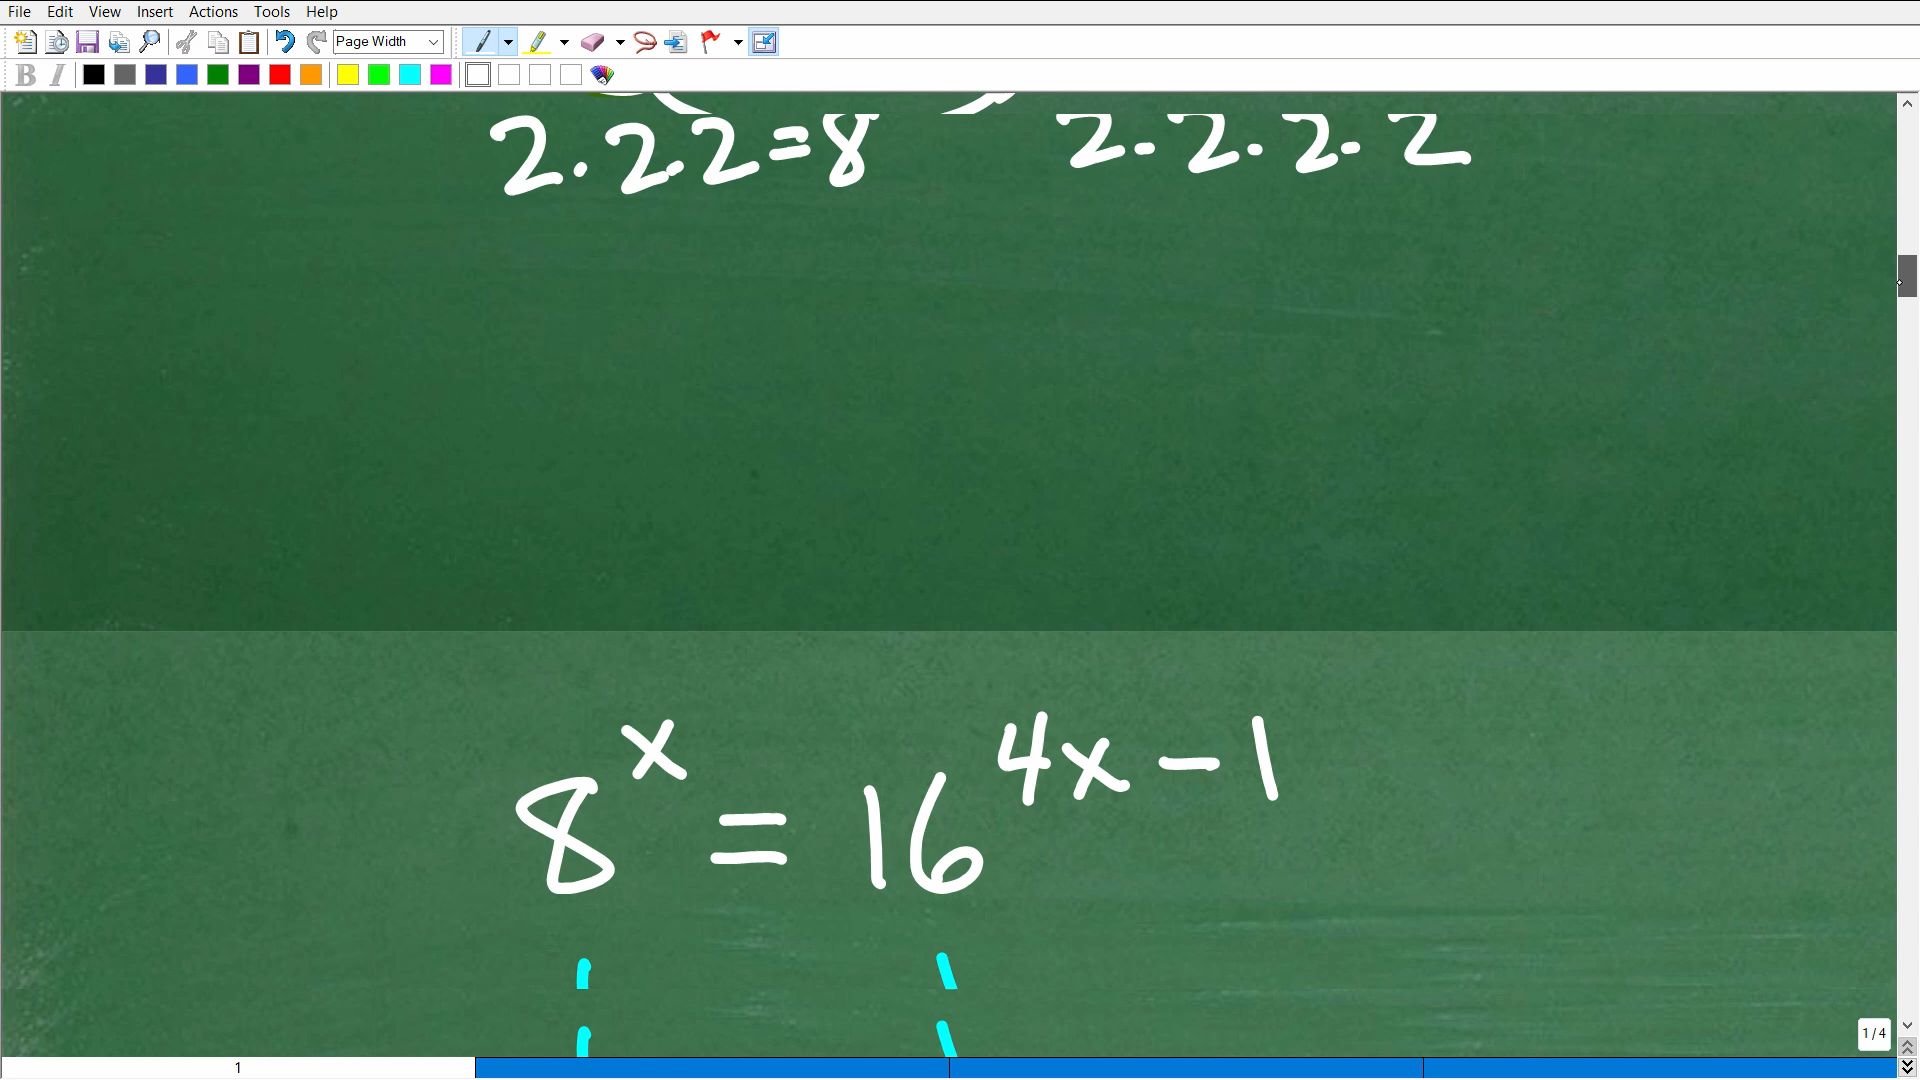 File Edit View Insert Actions Tools Help
Page Width
B I
2·2·2=8 2·2·2·2
8^x = 16^{4x-1}
1 / 4
1